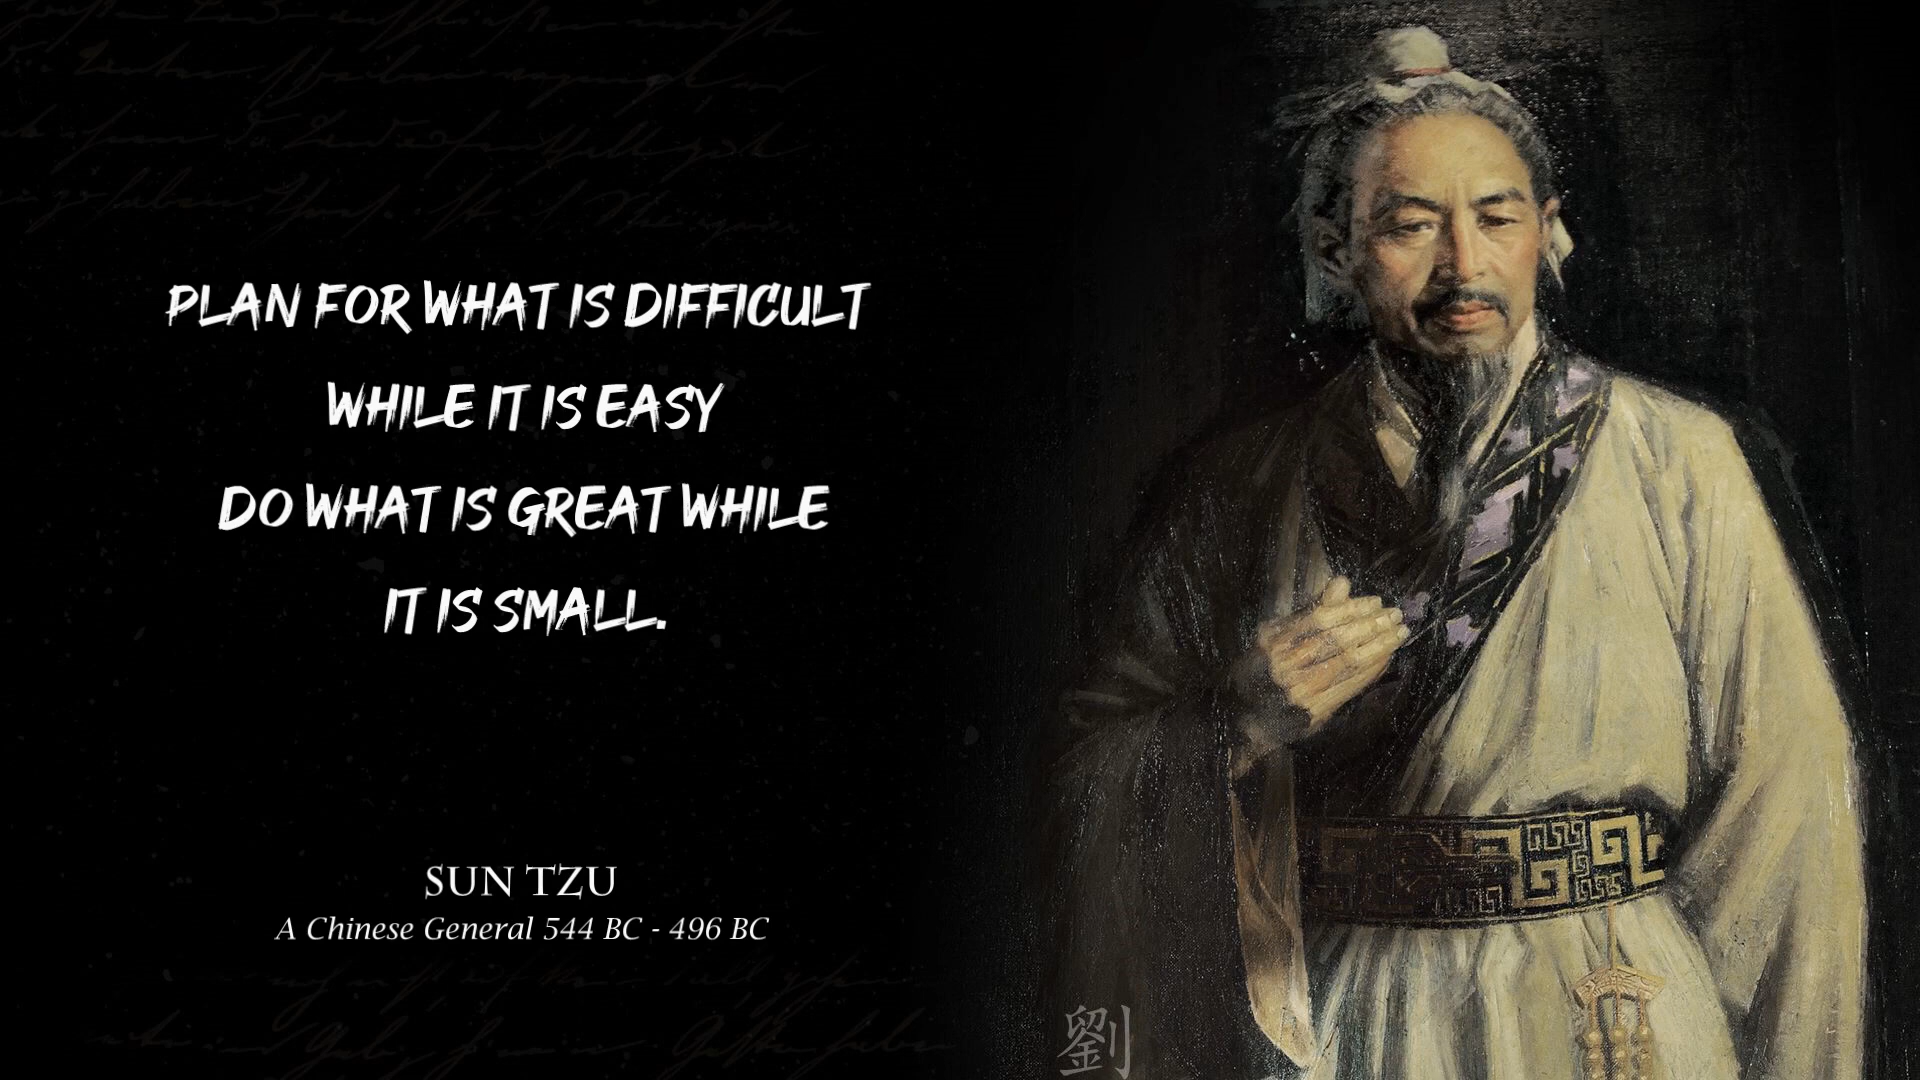 PLAN FOR WHAT IS DIFFICULT
WHILE IT IS EASY
DO WHAT IS GREAT WHILE
IT IS SMALL.
SUN TZU
A Chinese General 544 BC - 496 BC
劉